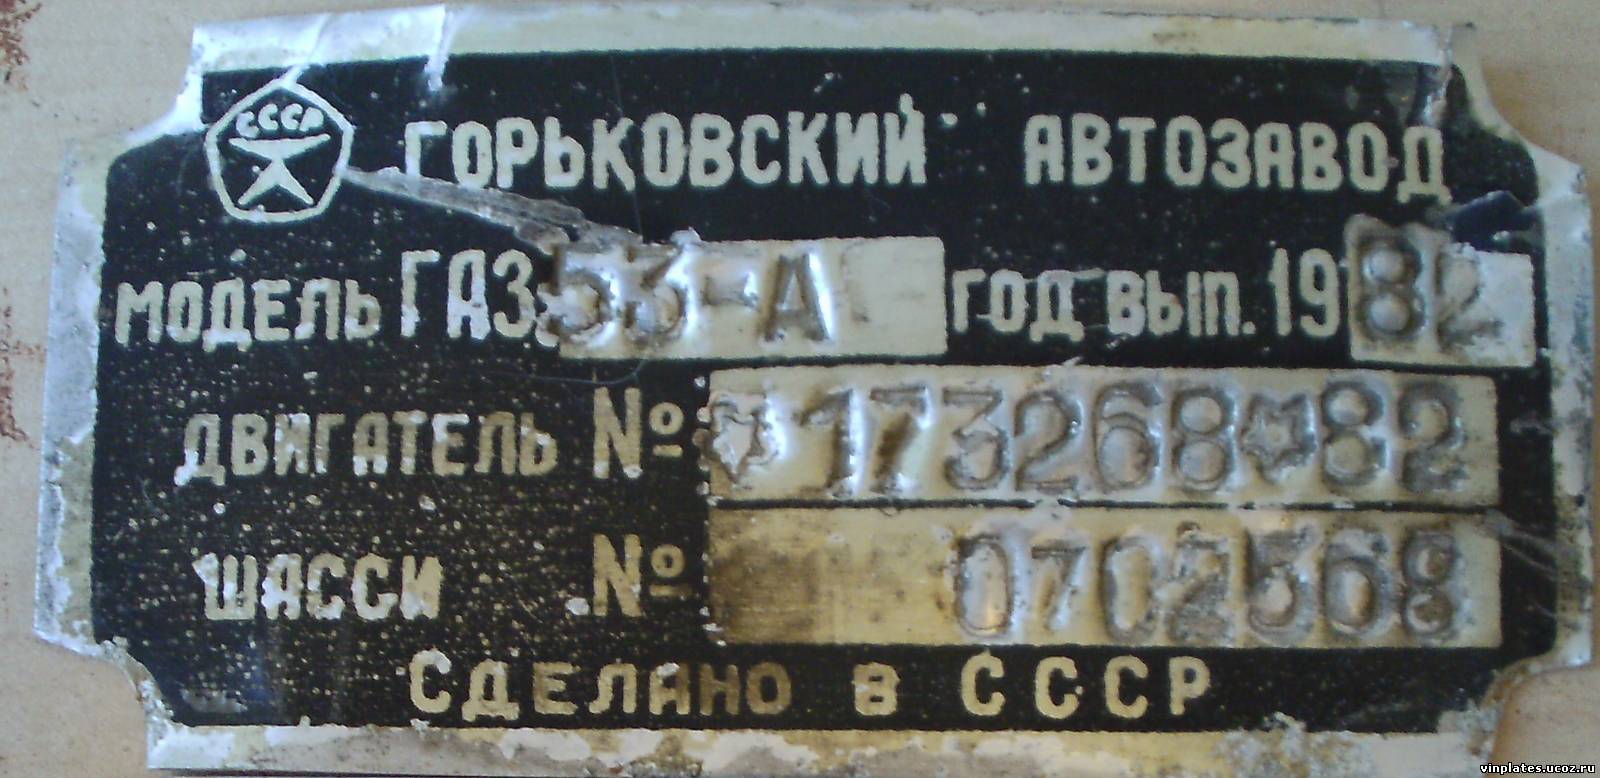 СССР
ГОРЬКОВСКИЙ АВТОЗАВОД
МОДЕЛЬ ГАЗ 53-А ГОД ВЫП. 1982
ДВИГАТЕЛЬ № ☆173268☆82
ШАССИ № 0702568
СДЕЛАНО В СССР
vinplates.ucoz.ru